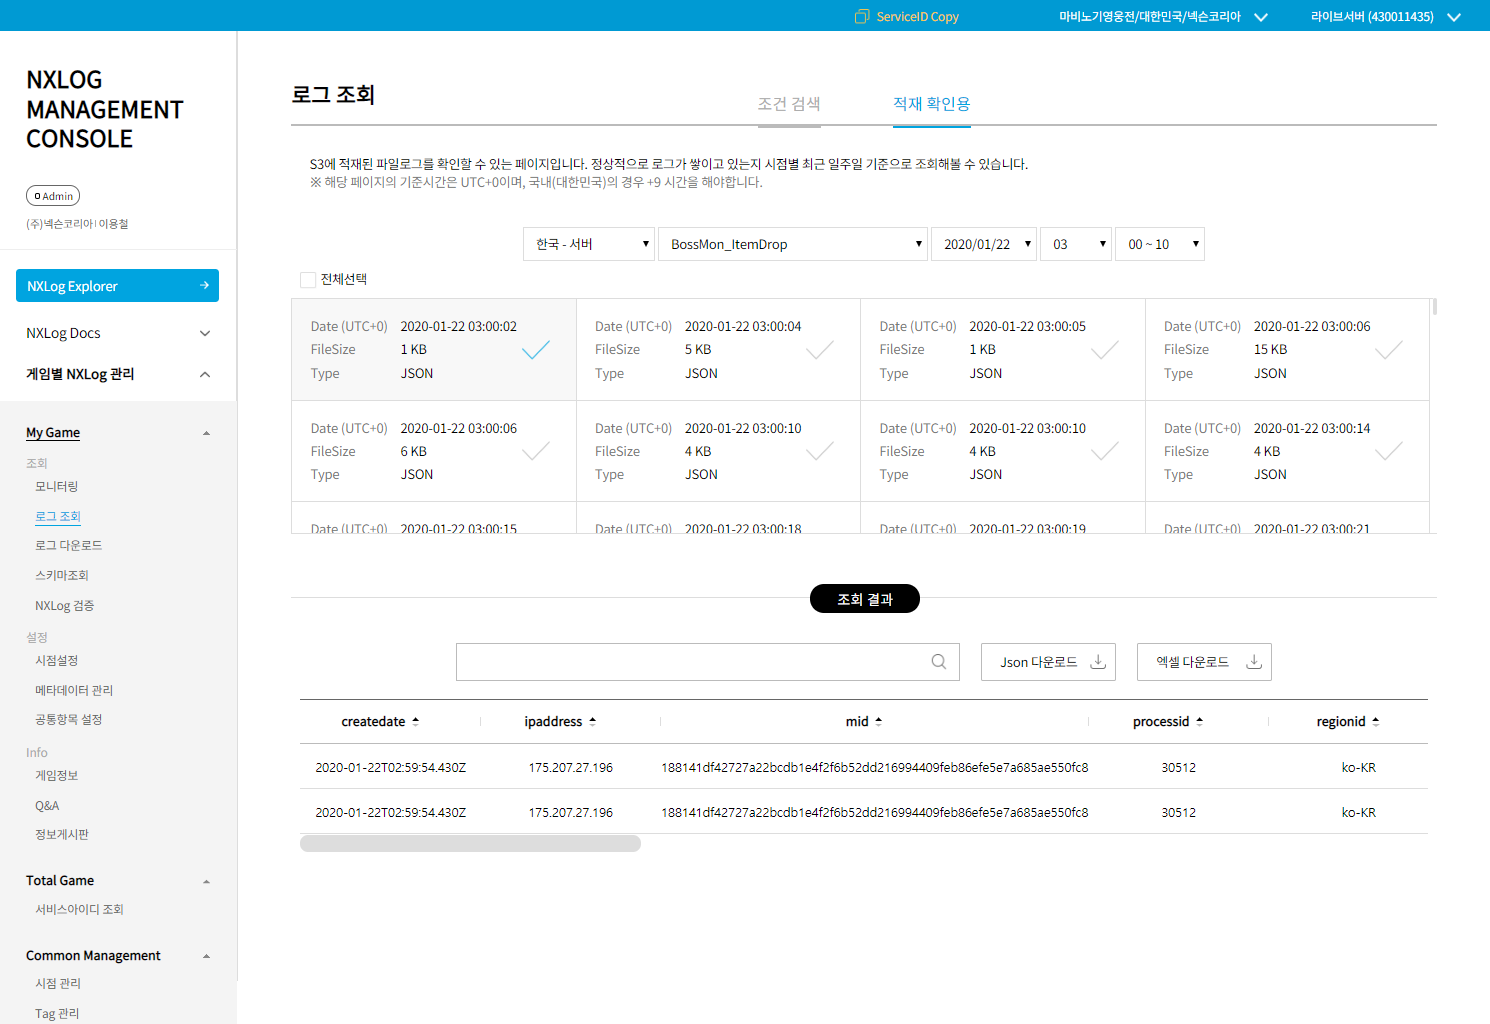 ServiceID Copy
마비노기영웅전/대한민국/넥슨코리아
라이브서버 (430011435)
NXLOG
MANAGEMENT
CONSOLE
Admin
(주)넥슨코리아 | 이용철
NXLog Explorer
NXLog Docs
게임별 NXLog 관리
My Game
조회
모니터링
로그 조회
로그 다운로드
스키마조회
NXLog 검증
설정
시점설정
메타데이터 관리
공통항목 설정
Info
게임정보
Q&A
정보게시판
Total Game
서비스아이디 조회
Common Management
시점 관리
Tag 관리
로그 조회
조건 검색
적재 확인용
S3에 적재된 파일로그를 확인할 수 있는 페이지입니다. 정상적으로 로그가 쌓이고 있는지 시점별 최근 일주일 기준으로 조회해볼 수 있습니다.
※ 해당 페이지의 기준시간은 UTC+0이며, 국내(대한민국)의 경우 +9 시간을 해야합니다.
한국 - 서버 BossMon_ItemDrop 2020/01/22 03 00 ~ 10
전체선택
Date (UTC+0) 2020-01-22 03:00:02 Date (UTC+0) 2020-01-22 03:00:04 Date (UTC+0) 2020-01-22 03:00:05 Date (UTC+0) 2020-01-22 03:00:06
FileSize 1 KB FileSize 5 KB FileSize 1 KB FileSize 15 KB
Type JSON Type JSON Type JSON Type JSON
Date (UTC+0) 2020-01-22 03:00:06 Date (UTC+0) 2020-01-22 03:00:10 Date (UTC+0) 2020-01-22 03:00:10 Date (UTC+0) 2020-01-22 03:00:14
FileSize 6 KB FileSize 4 KB FileSize 4 KB FileSize 4 KB
Type JSON Type JSON Type JSON Type JSON
Date (UTC+0) 2020-01-22 03:00:15 Date (UTC+0) 2020-01-22 03:00:18 Date (UTC+0) 2020-01-22 03:00:19 Date (UTC+0) 2020-01-22 03:00:21
조회 결과
Json 다운로드
엑셀 다운로드
createdate ipaddress mid processid regionid
2020-01-22T02:59:54.430Z 175.207.27.196 188141df42727a22bcdb1e4f2f6b52dd216994409feb86efe5e7a685ae550fc8 30512 ko-KR
2020-01-22T02:59:54.430Z 175.207.27.196 188141df42727a22bcdb1e4f2f6b52dd216994409feb86efe5e7a685ae550fc8 30512 ko-KR